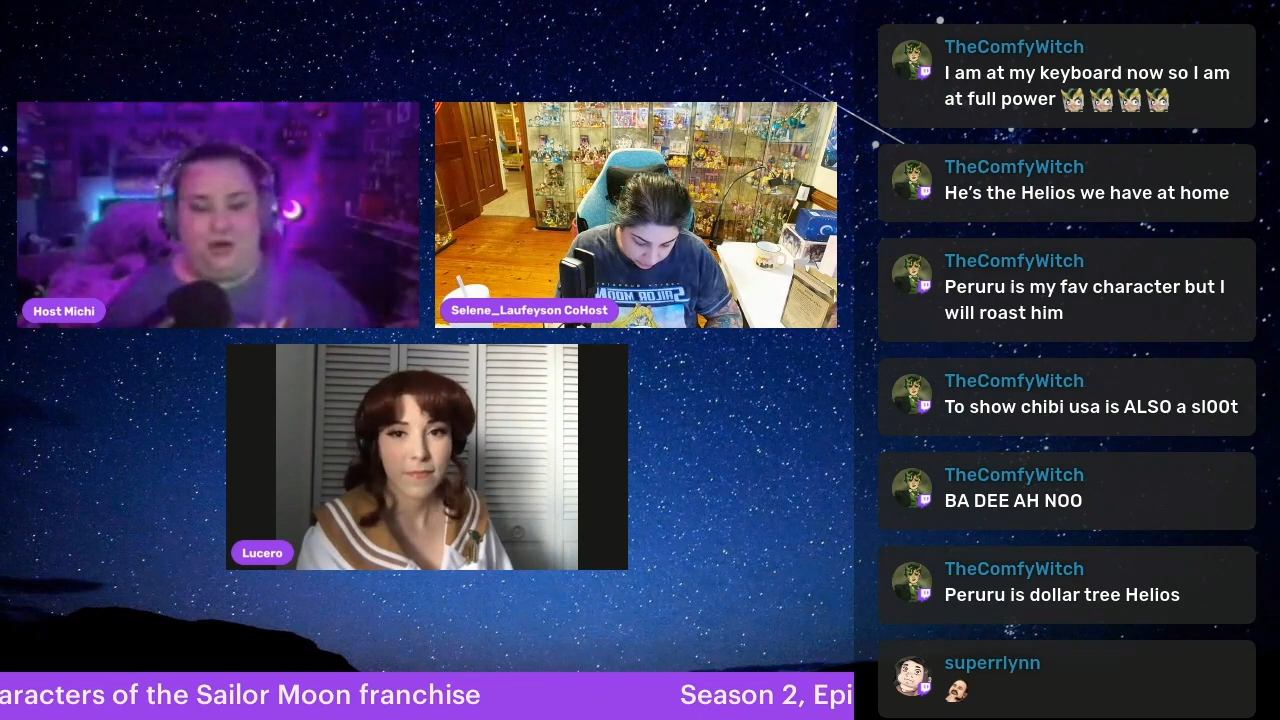 Host Michi
Selene_Laufeyson CoHost
SAILOR MOON
Lucero
aracters of the Sailor Moon franchise
Season 2, Epi
TheComfyWitch
I am at my keyboard now so I am
at full power
TheComfyWitch
He's the Helios we have at home
TheComfyWitch
Peruru is my fav character but I
will roast him
TheComfyWitch
To show chibi usa is ALSO a sl00t
TheComfyWitch
BA DEE AH NOO
TheComfyWitch
Peruru is dollar tree Helios
superrlynn